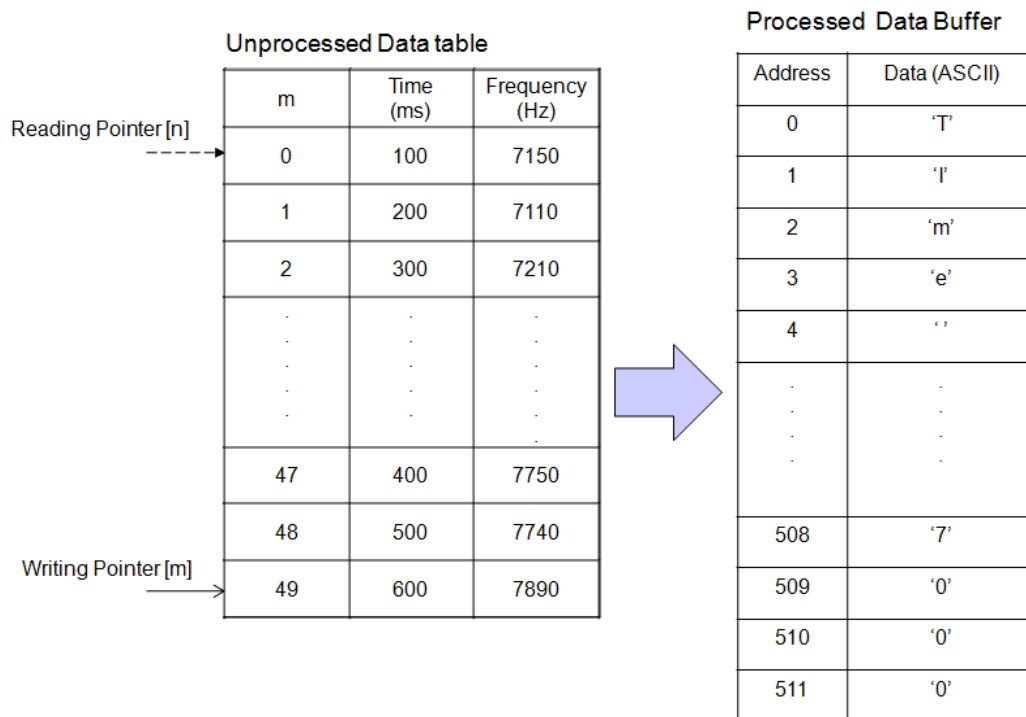 Unprocessed Data table
m Time (ms) Frequency (Hz)
Reading Pointer [n]
0 100 7150
1 200 7110
2 300 7210
. . .
. . .
. . .
. . .
. . .
.
47 400 7750
48 500 7740
Writing Pointer [m]
49 600 7890
Processed Data Buffer
Address Data (ASCII)
0 ‘T’
1 ‘I’
2 ‘m’
3 ‘e’
4 ‘ ’
. .
. .
. .
. .
508 ‘7’
509 ‘0’
510 ‘0’
511 ‘0’